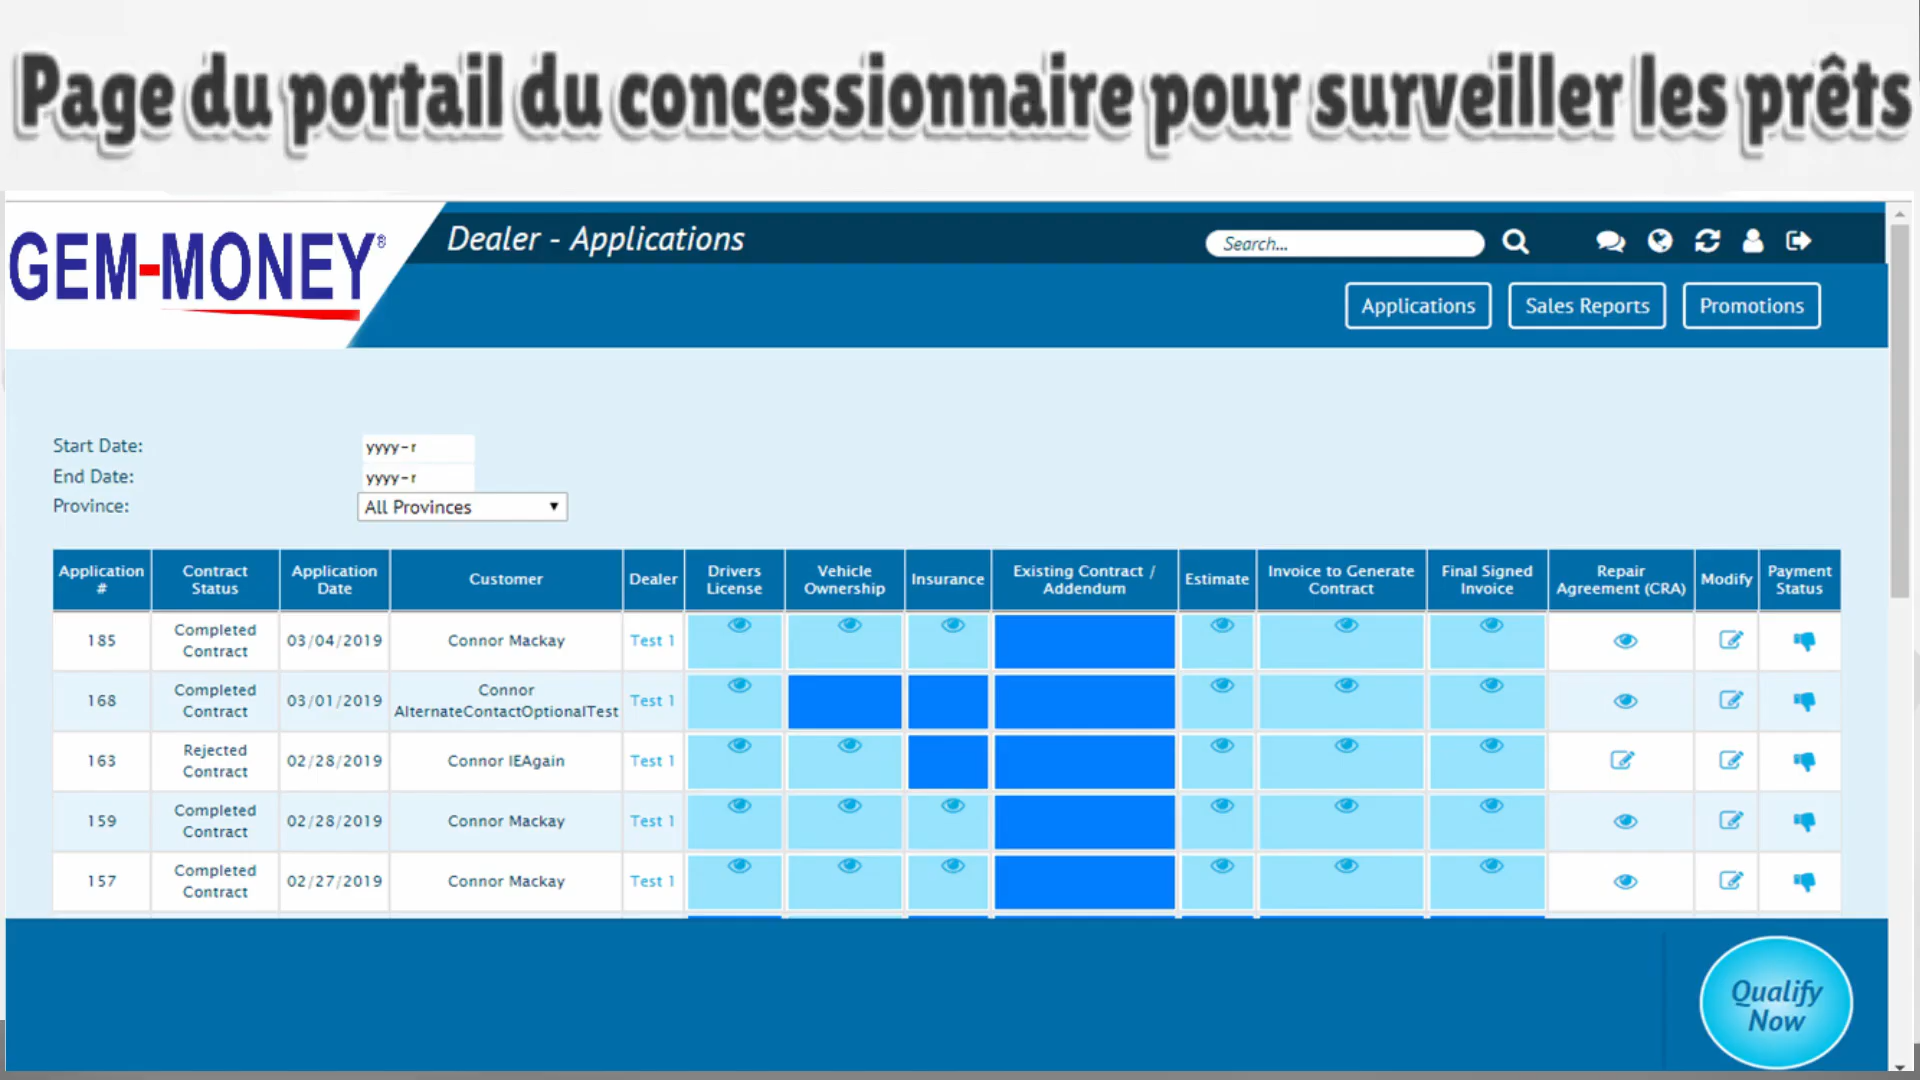 Page du portail du concessionnaire pour surveiller les prêts
GEM-MONEY®
Dealer - Applications
Search...
Applications
Sales Reports
Promotions
Start Date:
yyyy-r
End Date:
yyyy-r
Province:
All Provinces
Application # Contract Status Application Date Customer Dealer Drivers License Vehicle Ownership Insurance Existing Contract / Addendum Estimate Invoice to Generate Contract Final Signed Invoice Repair Agreement (CRA) Modify Payment Status
185 Completed Contract 03/04/2019 Connor Mackay Test 1
168 Completed Contract 03/01/2019 Connor AlternateContactOptionalTest Test 1
163 Rejected Contract 02/28/2019 Connor IEAgain Test 1
159 Completed Contract 02/28/2019 Connor Mackay Test 1
157 Completed Contract 02/27/2019 Connor Mackay Test 1
Qualify
Now